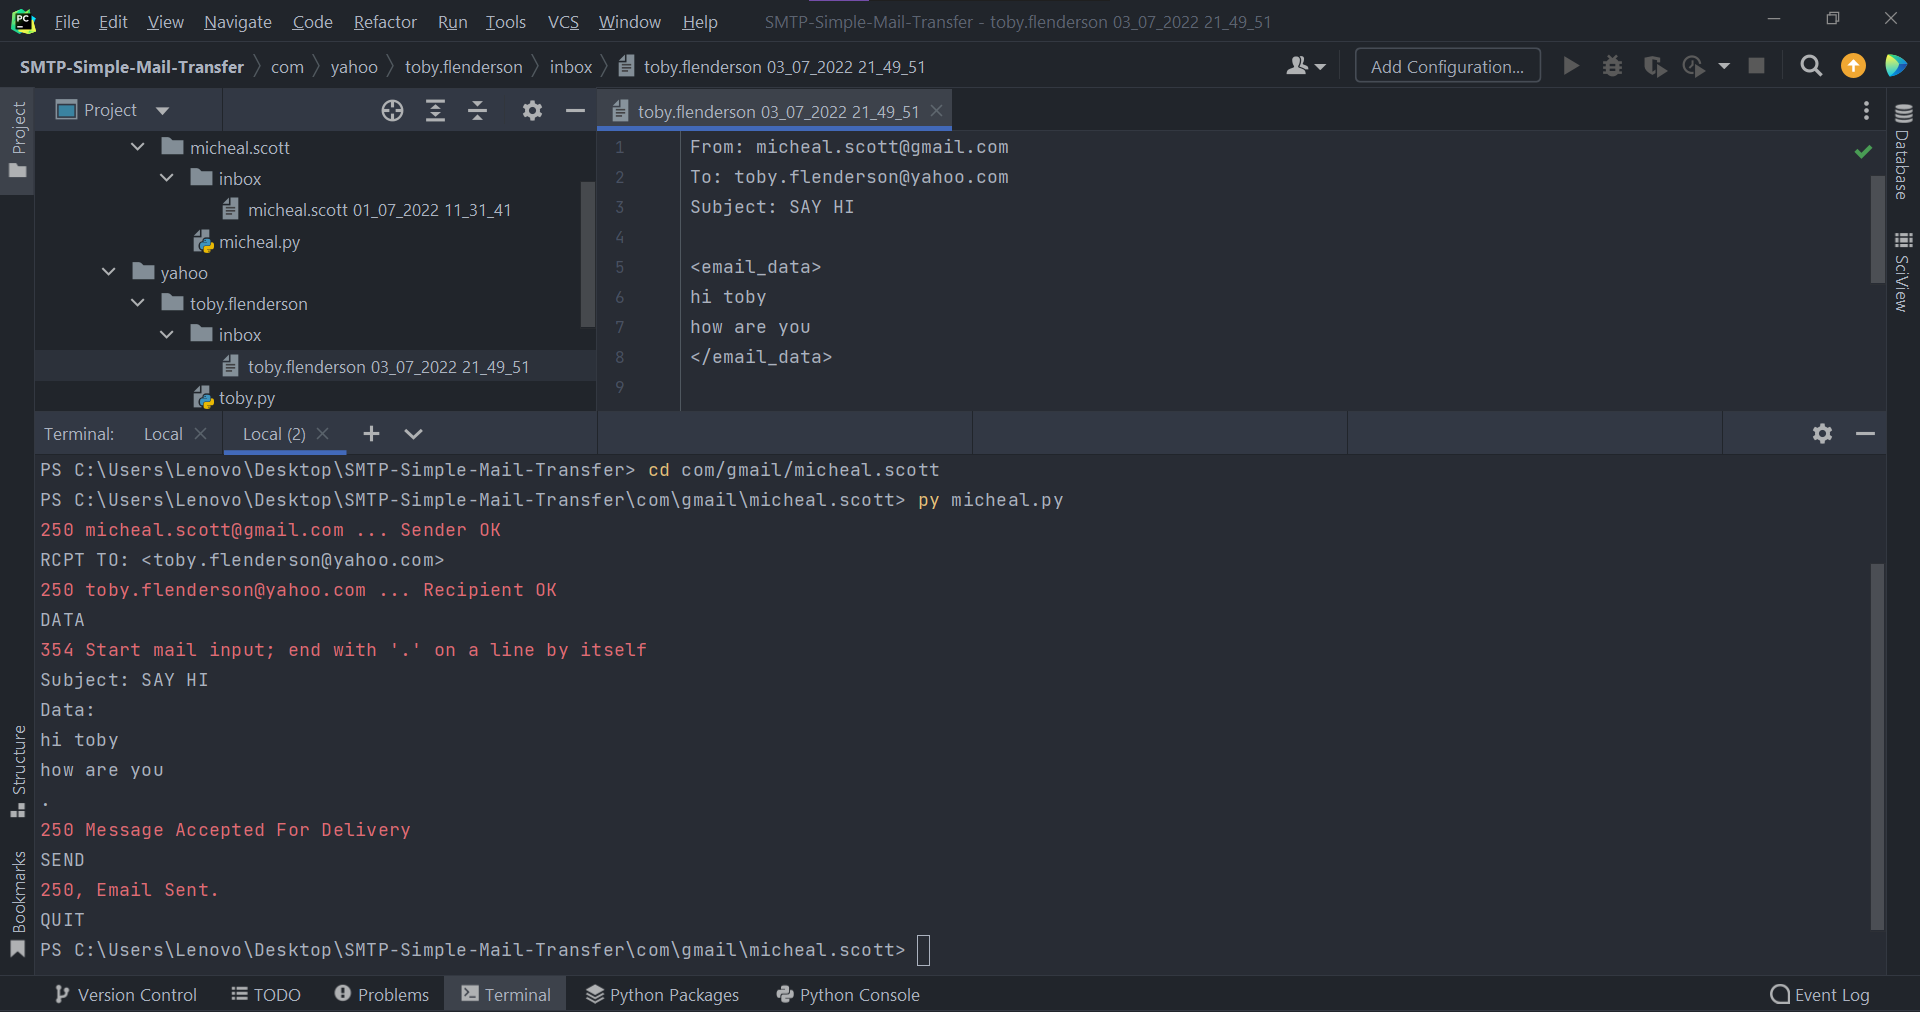 PC File Edit View Navigate Code Refactor Run Tools VCS Window Help SMTP-Simple-Mail-Transfer - toby.flenderson 03_07_2022 21_49_51
SMTP-Simple-Mail-Transfer com yahoo toby.flenderson inbox toby.flenderson 03_07_2022 21_49_51 Add Configuration...
Project
Project
micheal.scott
inbox
micheal.scott 01_07_2022 11_31_41
micheal.py
yahoo
toby.flenderson
inbox
toby.flenderson 03_07_2022 21_49_51
toby.py
toby.flenderson 03_07_2022 21_49_51
1 From: micheal.scott@gmail.com
2 To: toby.flenderson@yahoo.com
3 Subject: SAY HI
4
5 <email_data>
6 hi toby
7 how are you
8 </email_data>
9
Database
SciView
Terminal: Local Local (2)
PS C:\Users\Lenovo\Desktop\SMTP-Simple-Mail-Transfer> cd com/gmail/micheal.scott
PS C:\Users\Lenovo\Desktop\SMTP-Simple-Mail-Transfer\com\gmail\micheal.scott> py micheal.py
250 micheal.scott@gmail.com ... Sender OK
RCPT TO: <toby.flenderson@yahoo.com>
250 toby.flenderson@yahoo.com ... Recipient OK
DATA
354 Start mail input; end with '.' on a line by itself
Subject: SAY HI
Data:
hi toby
how are you
.
250 Message Accepted For Delivery
SEND
250, Email Sent.
QUIT
PS C:\Users\Lenovo\Desktop\SMTP-Simple-Mail-Transfer\com\gmail\micheal.scott>
Structure
Bookmarks
Version Control TODO Problems Terminal Python Packages Python Console Event Log